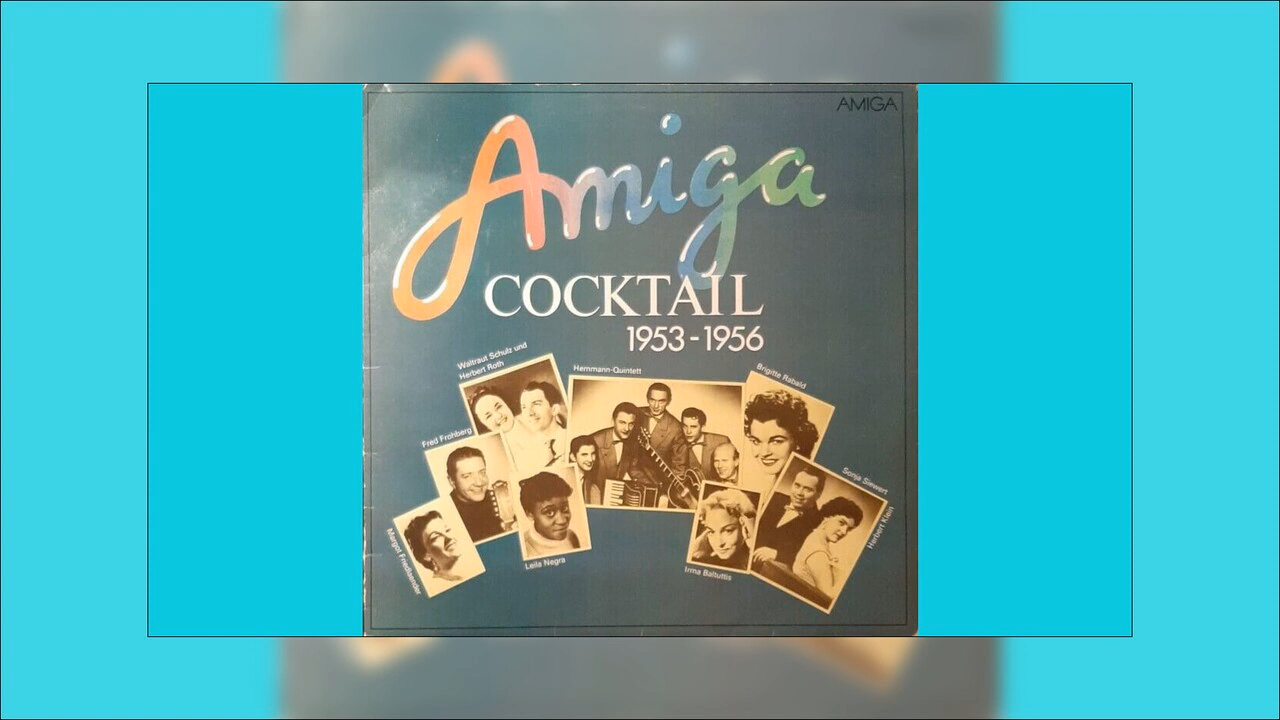 AMIGA
Amiga
COCKTAIL
1953-1956
Waltraut Schulz und
Herbert Roth
Hemmann-Quintett
Brigitte Rabald
Fred Frohberg
Sonja Siewert
Herbert Klein
Margot Friedlaender
Leila Negra
Irma Baltuttis